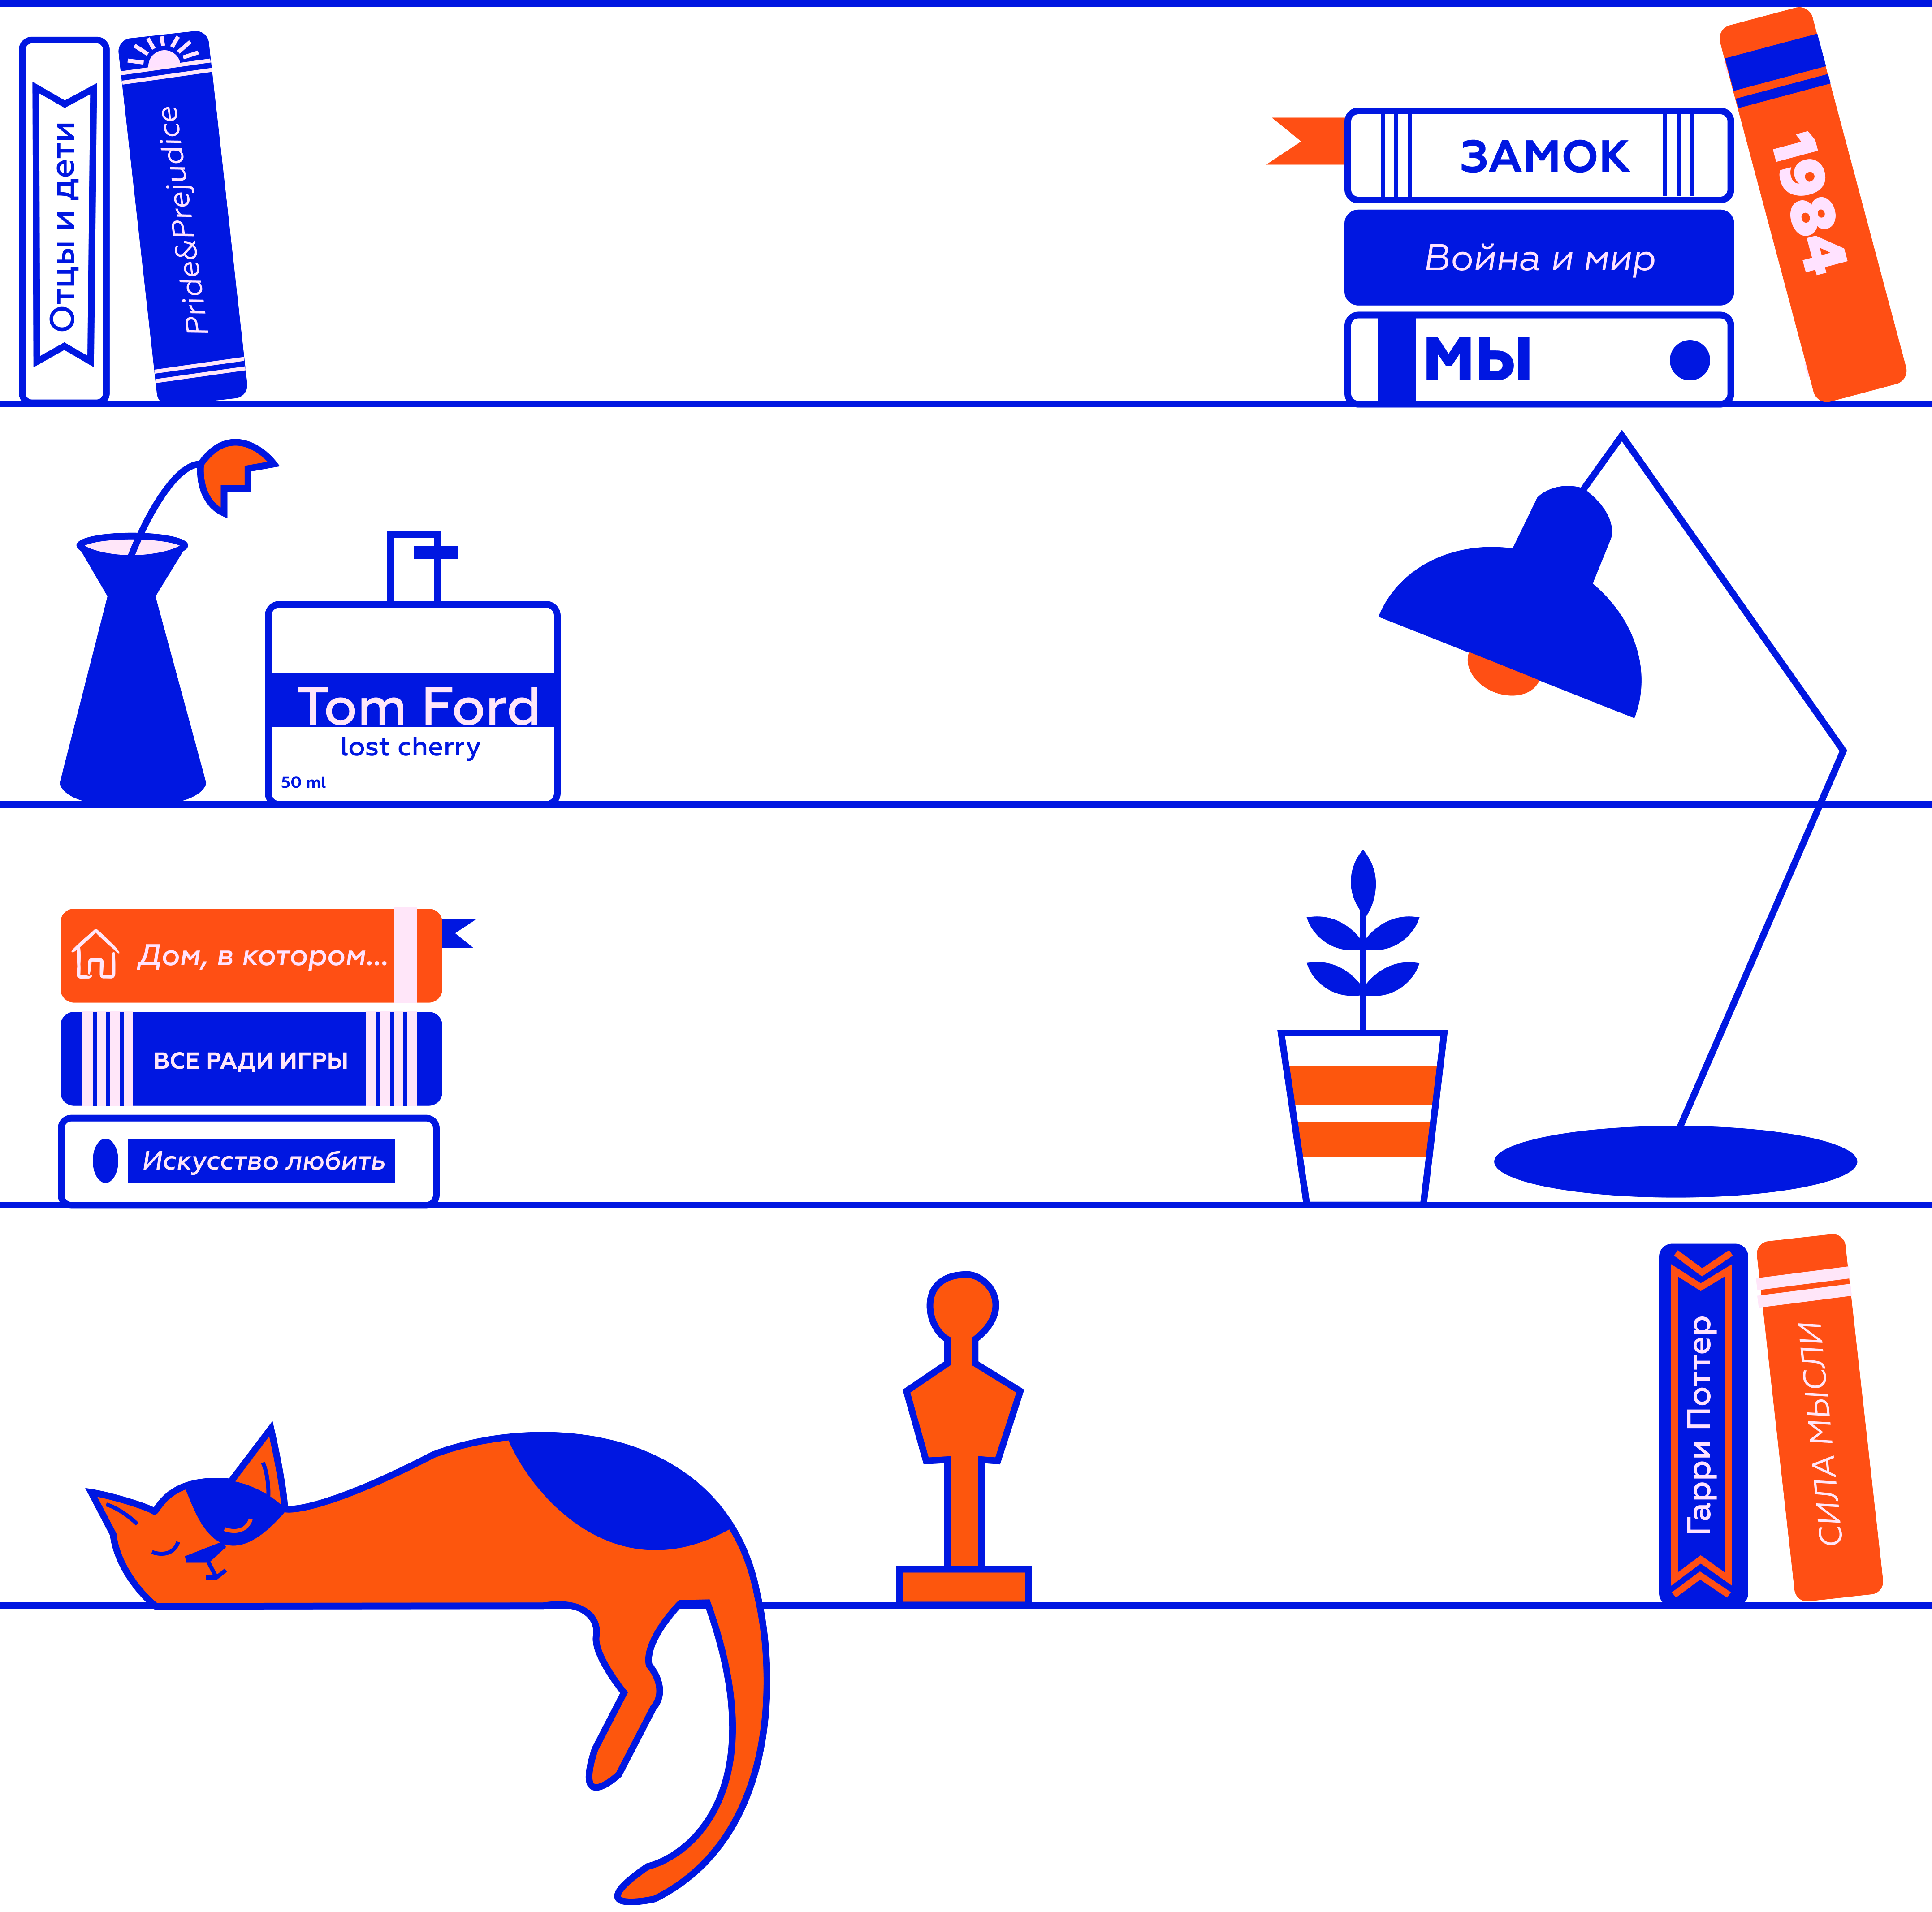 Отцы и дети
Pride&Prejudice
ЗАМОК
Война и мир
МЫ
1984
Tom Ford
lost cherry
50 ml
Дом, в котором...
ВСЕ РАДИ ИГРЫ
Искусство любить
Гарри Поттер
СИЛА МЫСЛИ